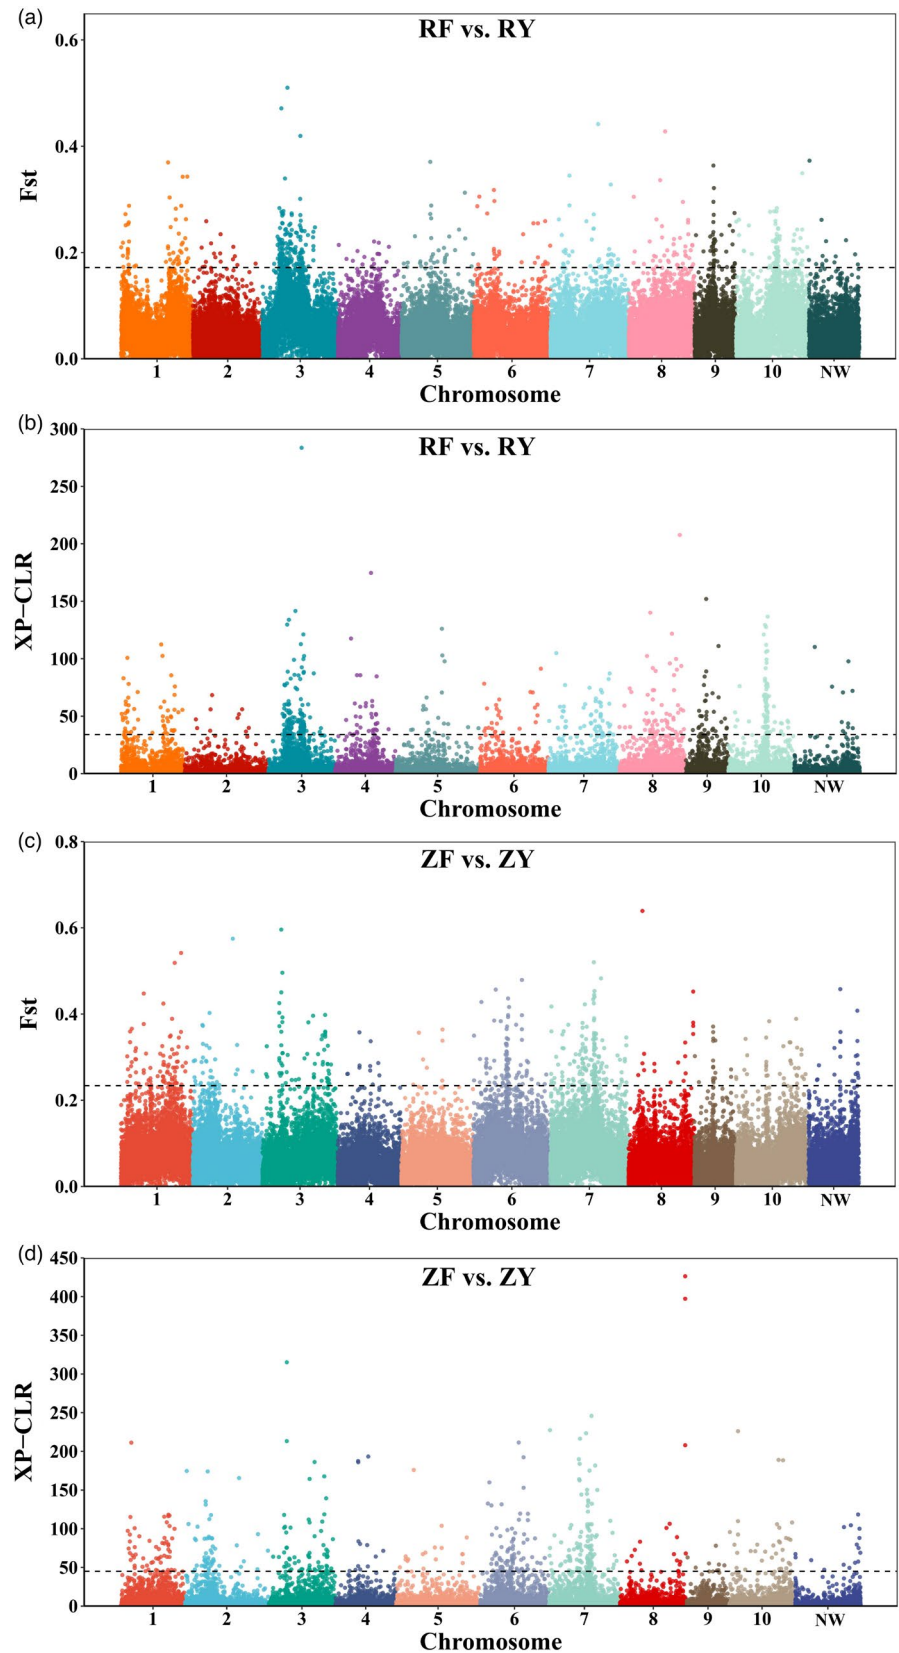 (a)
RF vs. RY
Fst
0.6
0.4
0.2
0.0
1 2 3 4 5 6 7 8 9 10 NW
Chromosome
(b)
RF vs. RY
XP−CLR
300
250
200
150
100
50
0
1 2 3 4 5 6 7 8 9 10 NW
Chromosome
(c)
ZF vs. ZY
Fst
0.8
0.6
0.4
0.2
0.0
1 2 3 4 5 6 7 8 9 10 NW
Chromosome
(d)
ZF vs. ZY
XP−CLR
450
400
350
300
250
200
150
100
50
0
1 2 3 4 5 6 7 8 9 10 NW
Chromosome